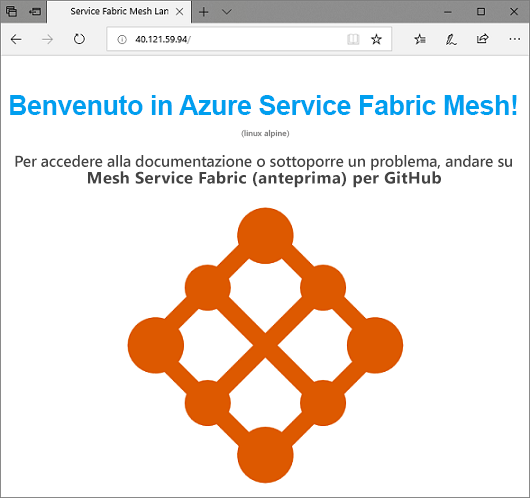 Service Fabric Mesh Lan
40.121.59.94/
Benvenuto in Azure Service Fabric Mesh!
(linux alpine)
Per accedere alla documentazione o sottoporre un problema, andare su
Mesh Service Fabric (anteprima) per GitHub